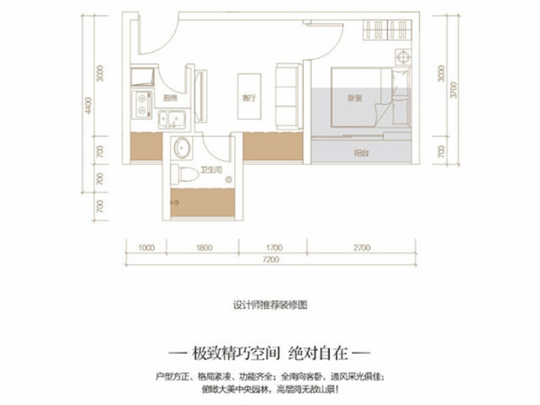 3000
4400
700
700
厨房
客厅
卧室
阳台
卫生间
3000
3700
700
1000 1800 1700 2700
7200
设计师推荐装修图
极致精巧空间 绝对自在
户型方正、格局紧凑、功能齐全；全南向客卧，通风采光俱佳；
俯瞰大美中央园林，高层阔无敌山景！